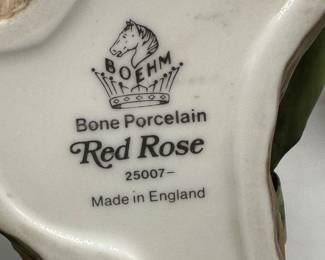 BOEHM
Bone Porcelain
Red Rose
25007-
Made in England